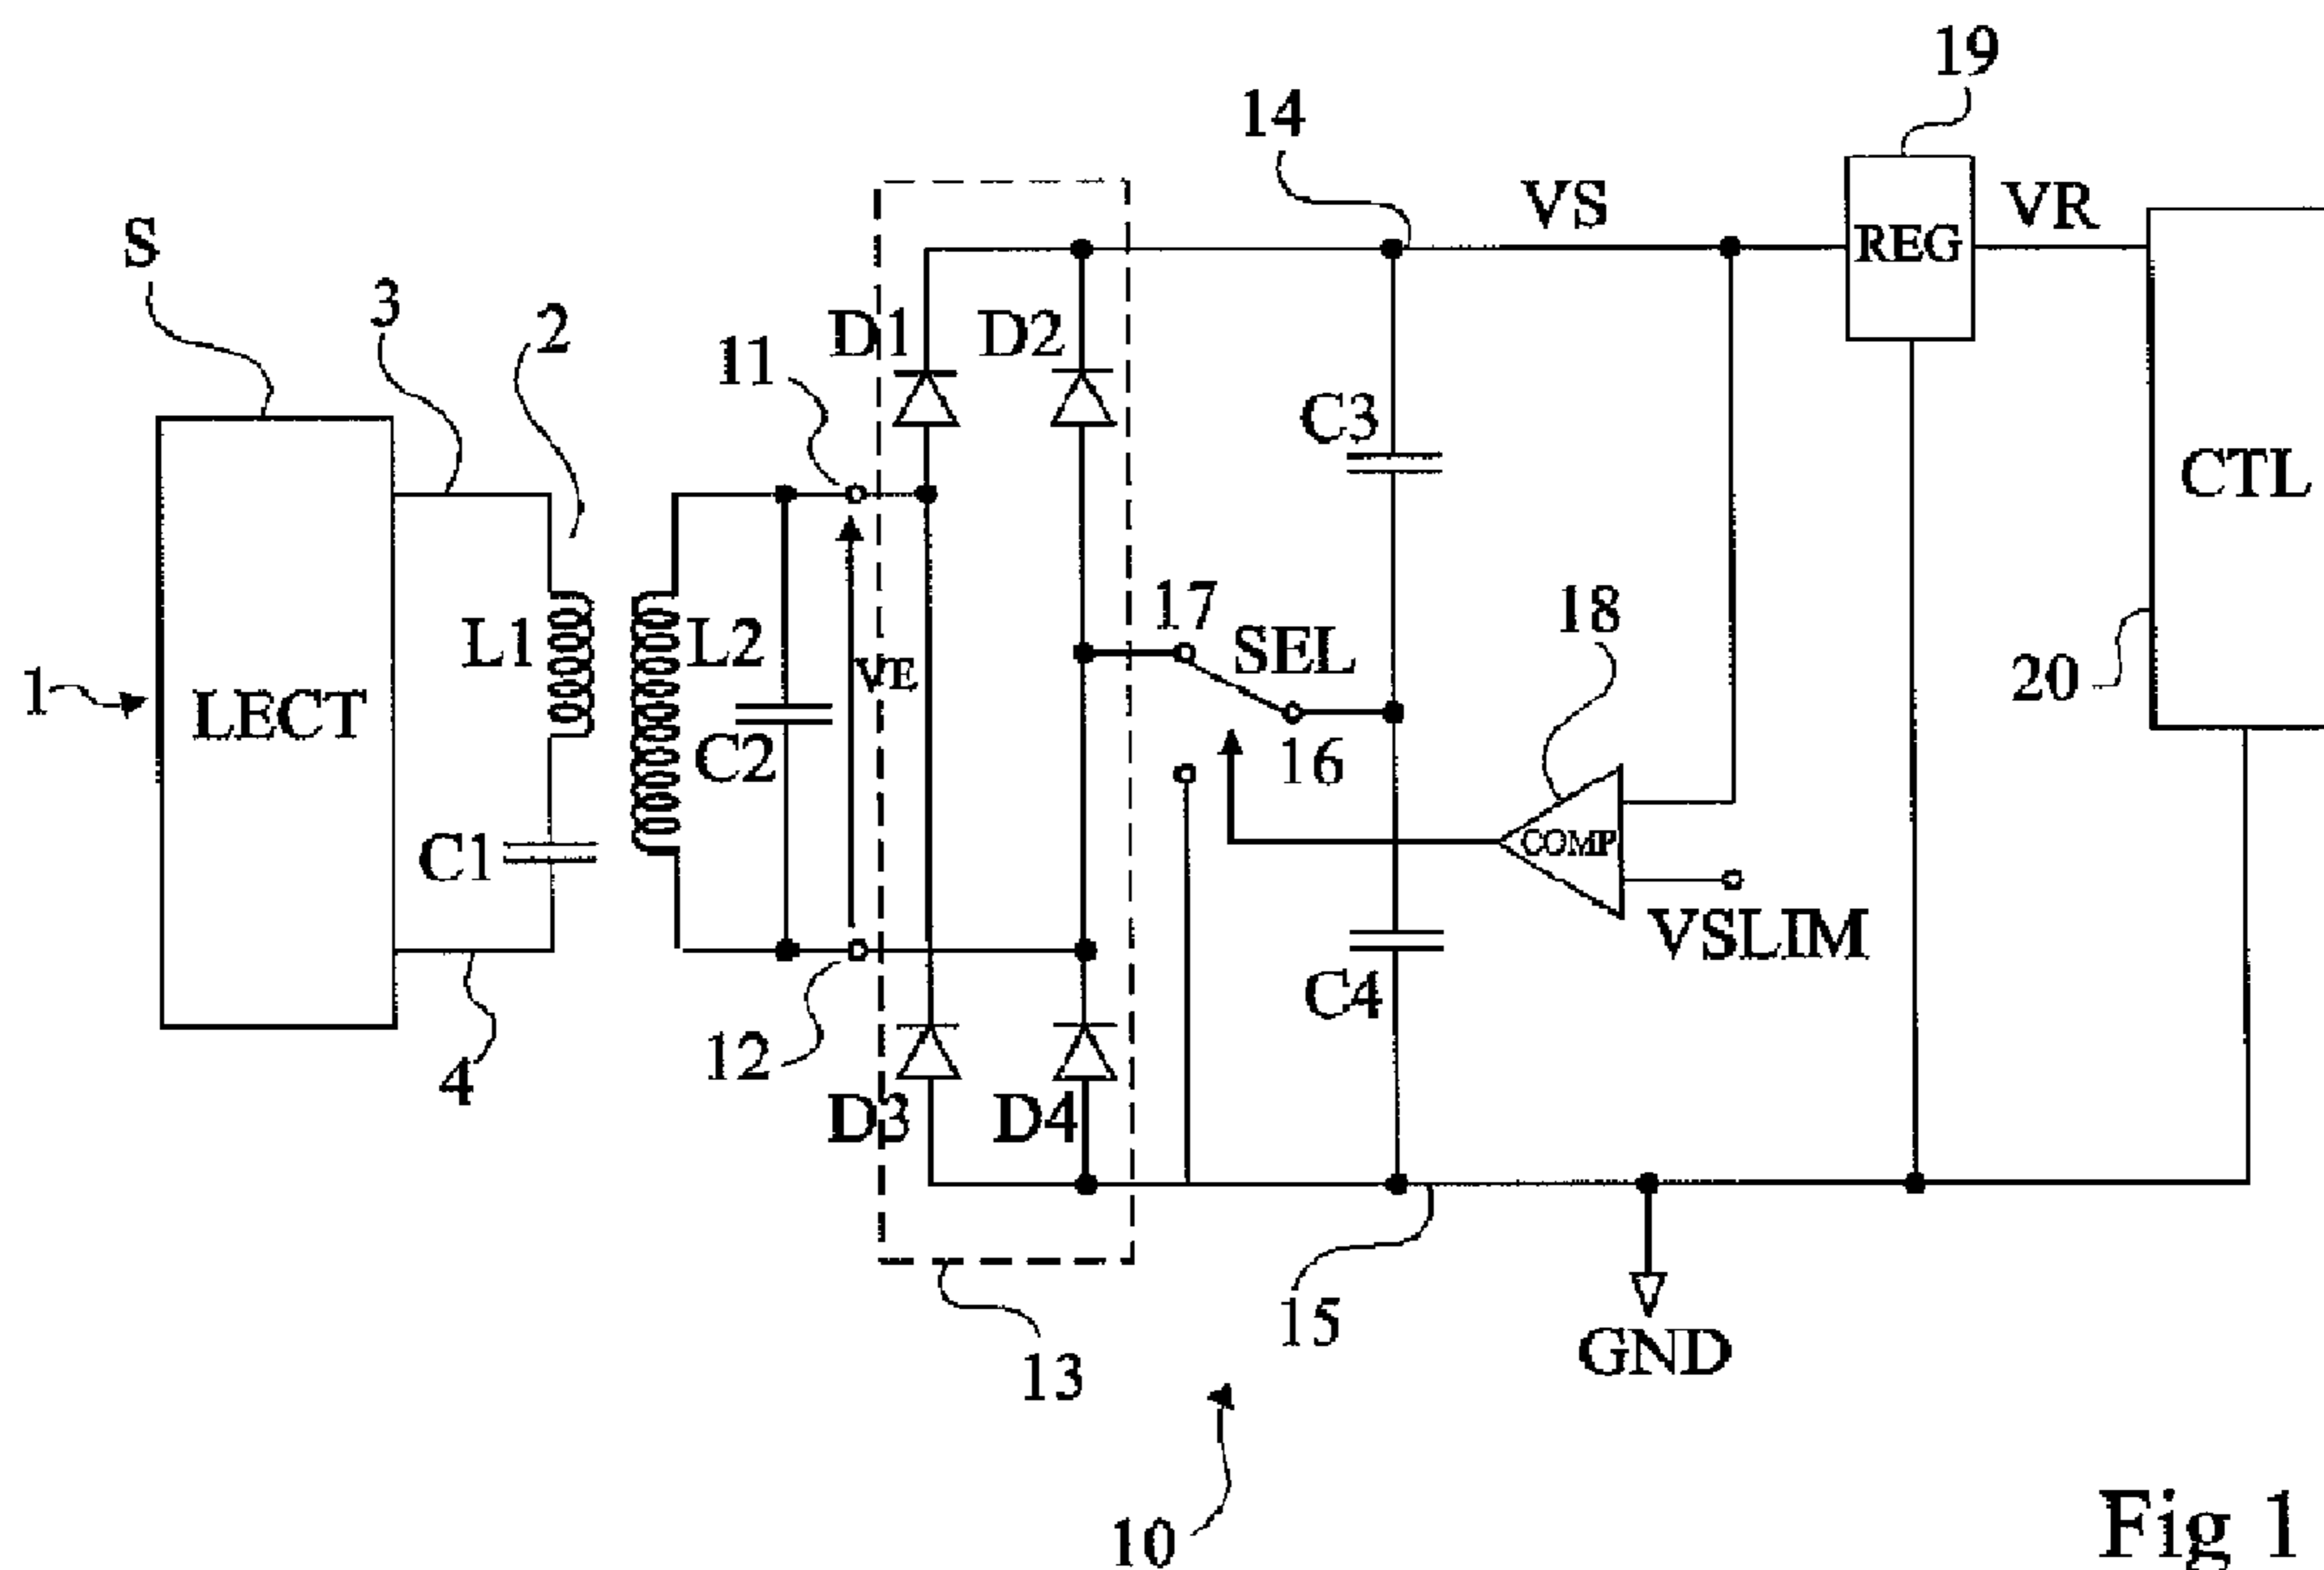 19
14
VS
REG
VR
S
3
2
11
D1
D2
C3
CTL
17
SEL
18
L1
L2
VE
1
LECT
C2
16
20
C1
COMP
VSLIM
C4
12
4
D3
D4
15
GND
13
10
Fig 1